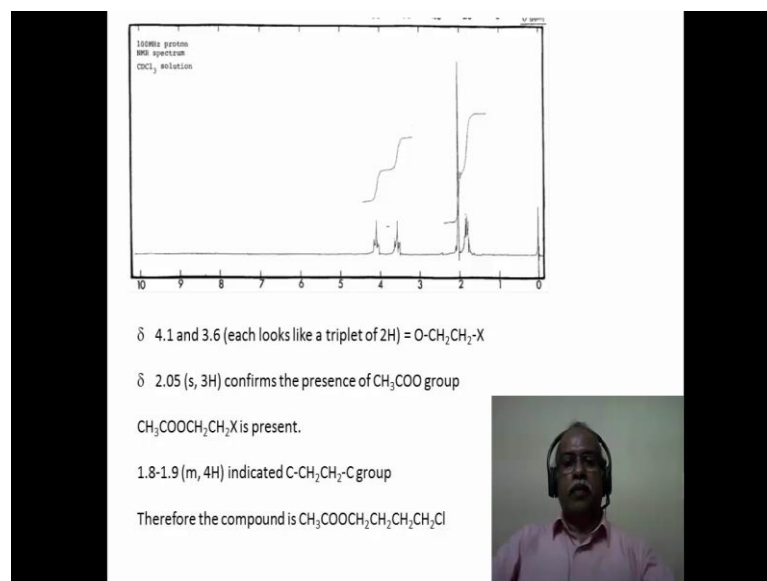 100MHz proton
NMR spectrum
CDCl₃ solution
10 9 8 7 6 5 4 3 2 1 0
δ 4.1 and 3.6 (each looks like a triplet of 2H) = O-CH₂CH₂-X
δ 2.05 (s, 3H) confirms the presence of CH₃COO group
CH₃COOCH₂CH₂X is present.
1.8-1.9 (m, 4H) indicated C-CH₂CH₂-C group
Therefore the compound is CH₃COOCH₂CH₂CH₂CH₂Cl